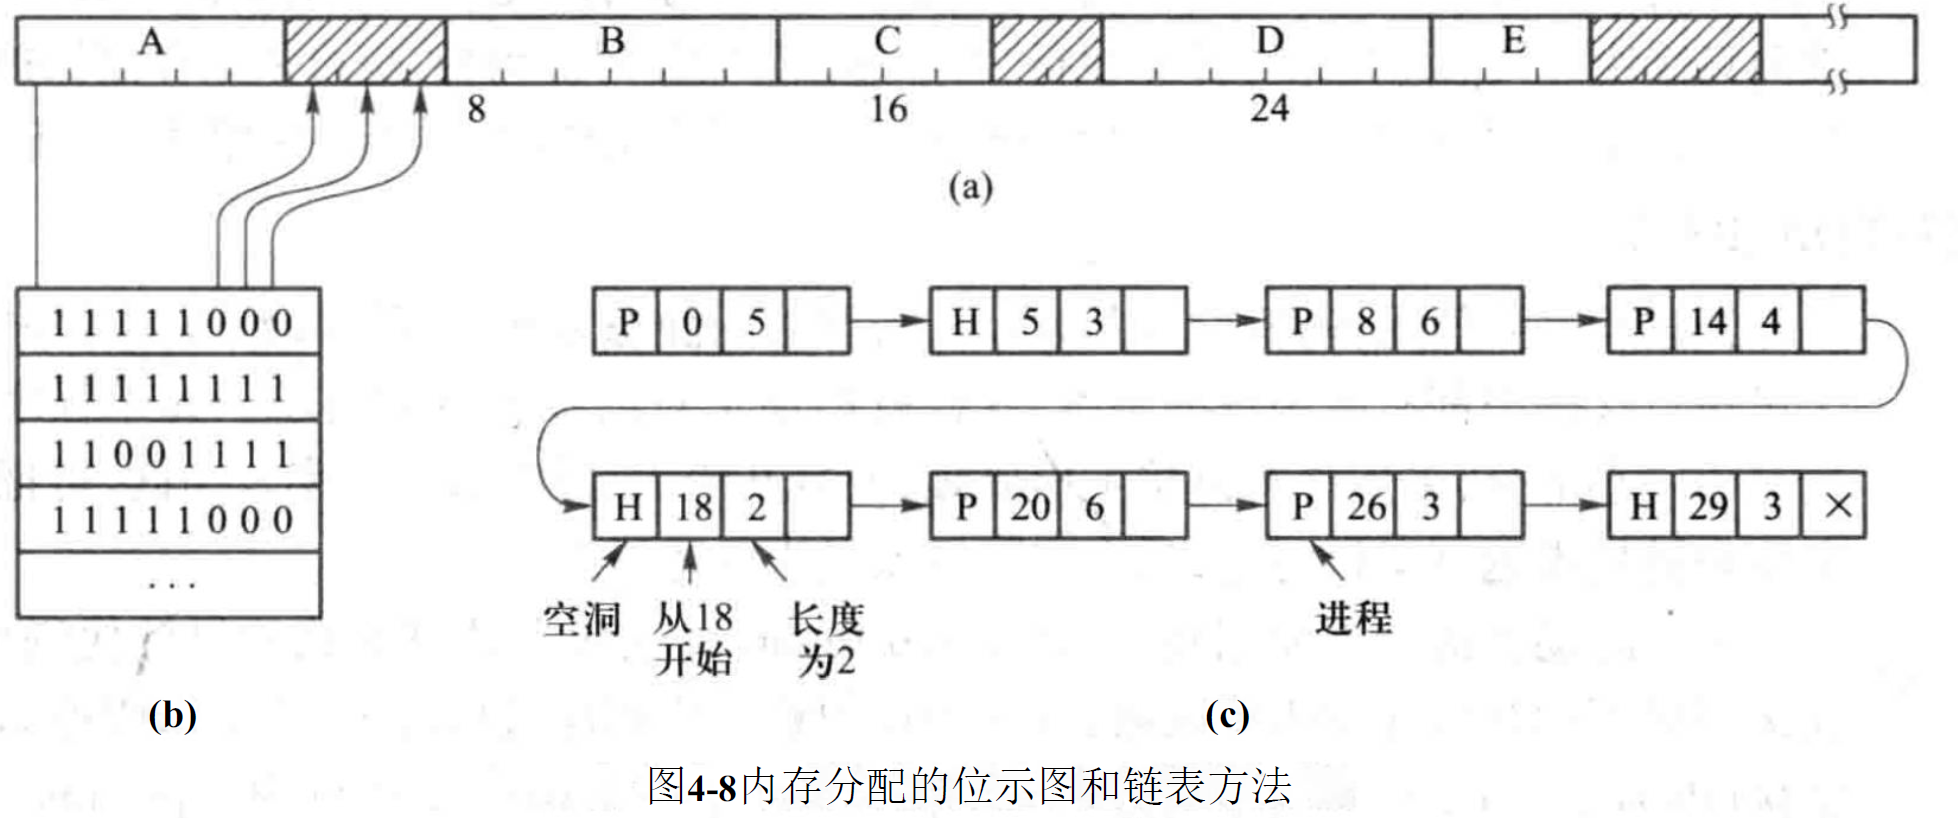 A B C D E
8 16 24
(a)
1 1 1 1 1 0 0 0
1 1 1 1 1 1 1 1
1 1 0 0 1 1 1 1
1 1 1 1 1 0 0 0
...
(b)
P 0 5
H 5 3
P 8 6
P 14 4
H 18 2
P 20 6
P 26 3
H 29 3 ×
空洞
从18
开始
长度
为2
进程
(c)
图4-8内存分配的位示图和链表方法